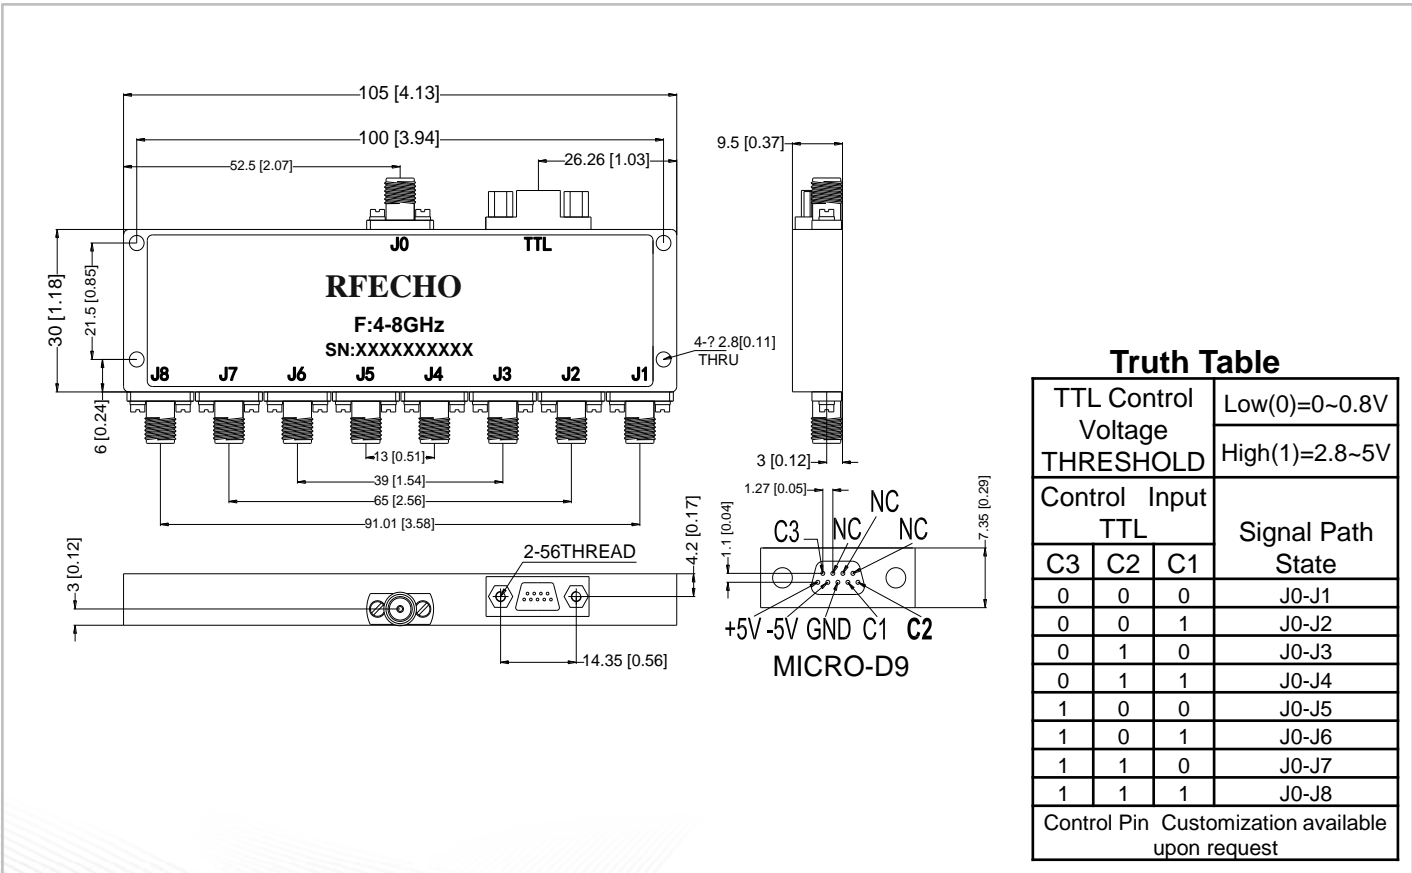 105 [4.13]
100 [3.94]
52.5 [2.07]
26.26 [1.03]
9.5 [0.37]
J0
TTL
30 [1.18]
21.5 [0.85]
RFECHO
F:4-8GHz
SN:XXXXXXXXXX
4-? 2.8[0.11]
THRU
J8 J7 J6 J5 J4 J3 J2 J1
6 [0.24]
13 [0.51]
39 [1.54]
65 [2.56]
91.01 [3.58]
3 [0.12]
1.27 [0.05]
NC
C3 NC NC
1.1 [0.04]
7.35 [0.29]
+5V -5V GND C1 C2
MICRO-D9
3 [0.12]
2-56THREAD
4.2 [0.17]
14.35 [0.56]
Truth Table
TTL Control
Voltage
THRESHOLD
Low(0)=0~0.8V
High(1)=2.8~5V
Control Input
TTL
Signal Path
State
C3 C2 C1
0 0 0 J0-J1
0 0 1 J0-J2
0 1 0 J0-J3
0 1 1 J0-J4
1 0 0 J0-J5
1 0 1 J0-J6
1 1 0 J0-J7
1 1 1 J0-J8
Control Pin Customization available
upon request